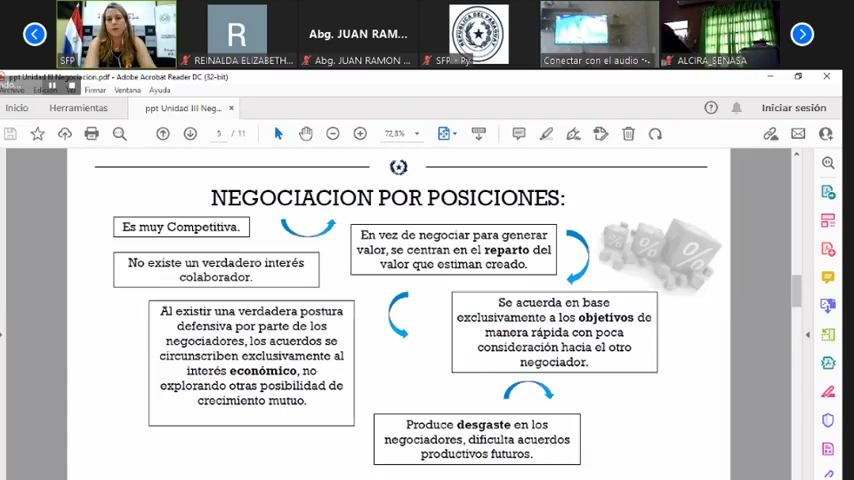 R
Abg. JUAN RAM...
SFP
REINALDA ELIZABETH...
Abg. JUAN RAMON ...
SFP - Ry
Conectar con el audio
ALCIRA_SENASA
ppt Unidad III Negociacion.pdf - Adobe Acrobat Reader DC (32-bit)
Firmar Ventana Ayuda
Inicio
Herramientas
ppt Unidad III Neg...
Iniciar sesión
5 / 11
72,8%
NEGOCIACION POR POSICIONES:
Es muy Competitiva.
En vez de negociar para generar
valor, se centran en el reparto del
valor que estiman creado.
No existe un verdadero interés
colaborador.
Al existir una verdadera postura
defensiva por parte de los
negociadores, los acuerdos se
circunscriben exclusivamente al
interés económico, no
explorando otras posibilidad de
crecimiento mutuo.
Se acuerda en base
exclusivamente a los objetivos de
manera rápida con poca
consideración hacia el otro
negociador.
Produce desgaste en los
negociadores, dificulta acuerdos
productivos futuros.